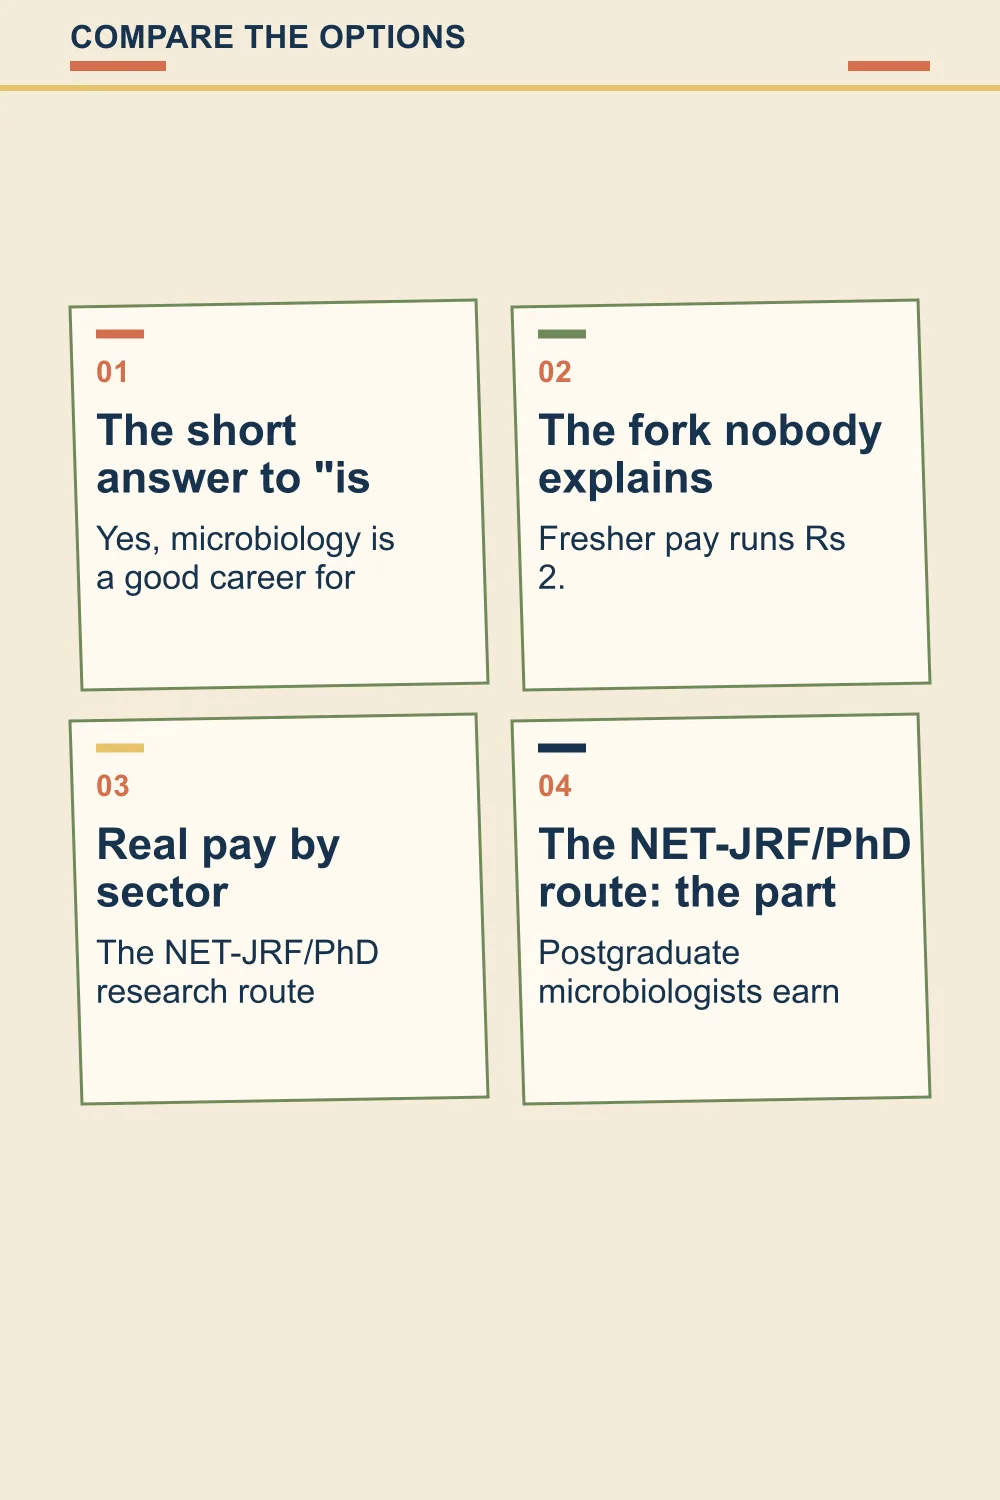 COMPARE THE OPTIONS
01
The short
answer to "is
Yes, microbiology is
a good career for
02
The fork nobody
explains
Fresher pay runs Rs
2.
03
Real pay by
sector
The NET-JRF/PhD
research route
04
The NET-JRF/PhD
route: the part
Postgraduate
microbiologists earn